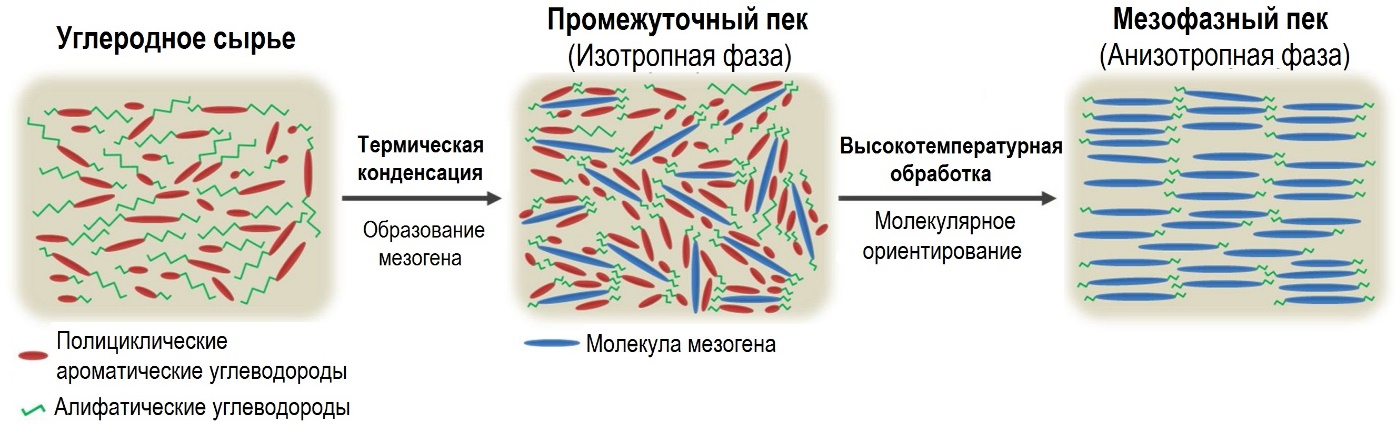 Углеродное сырье
Промежуточный пек
(Изотропная фаза)
Мезофазный пек
(Анизотропная фаза)
Термическая
конденсация
Образование
мезогена
Высокотемпературная
обработка
Молекулярное
ориентирование
Полициклические
ароматические углеводороды
Алифатические углеводороды
Молекула мезогена